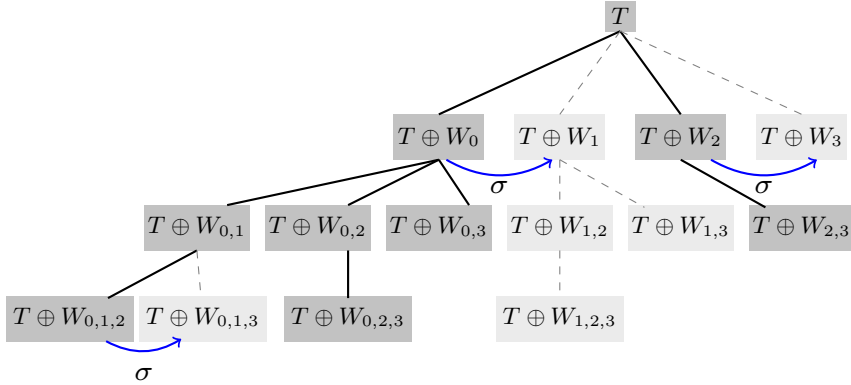 T
T ⊕ W_0 T ⊕ W_1 T ⊕ W_2 T ⊕ W_3
σ σ
T ⊕ W_{0,1} T ⊕ W_{0,2} T ⊕ W_{0,3} T ⊕ W_{1,2} T ⊕ W_{1,3} T ⊕ W_{2,3}
T ⊕ W_{0,1,2} T ⊕ W_{0,1,3} T ⊕ W_{0,2,3} T ⊕ W_{1,2,3}
σ